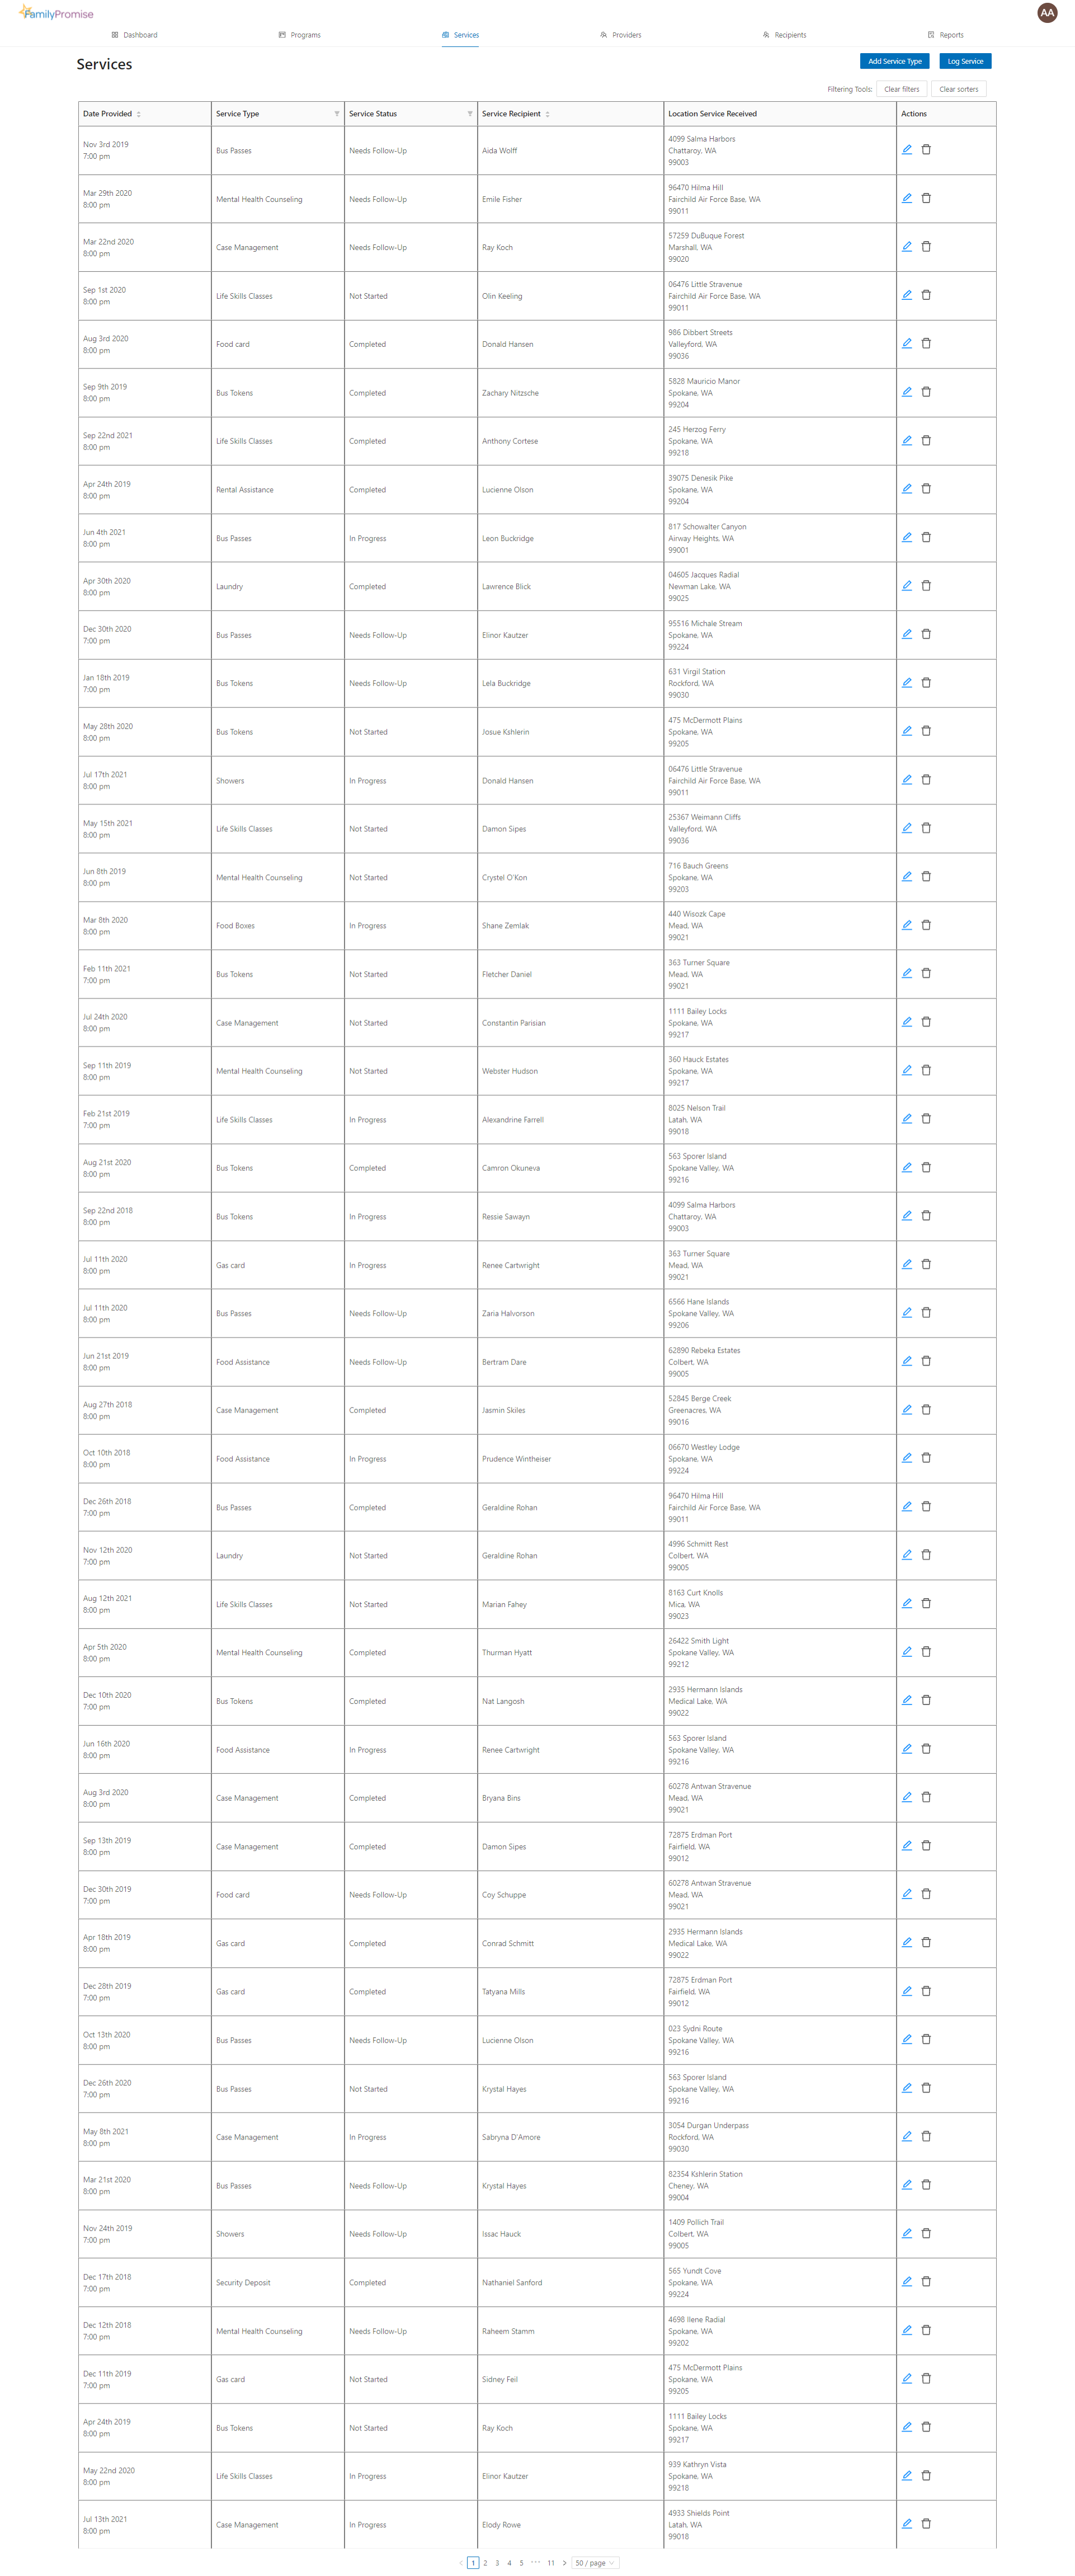 FamilyPromise
AA
Dashboard Programs Services Providers Recipients Reports
Services
Add Service Type Log Service
Filtering Tools: Clear filters Clear sorters
Date Provided Service Type Service Status Service Recipient Location Service Received Actions
Nov 3rd 2019
7:00 pm
Bus Passes Needs Follow-Up Aida Wolff
4099 Salma Harbors
Chattaroy, WA
99003
Mar 29th 2020
8:00 pm
Mental Health Counseling Needs Follow-Up Emile Fisher
96470 Hilma Hill
Fairchild Air Force Base, WA
99011
Mar 22nd 2020
8:00 pm
Case Management Needs Follow-Up Ray Koch
57259 DuBuque Forest
Marshall, WA
99020
Sep 1st 2020
8:00 pm
Life Skills Classes Not Started Olin Keeling
06476 Little Stravenue
Fairchild Air Force Base, WA
99011
Aug 3rd 2020
8:00 pm
Food card Completed Donald Hansen
986 Dibbert Streets
Valleyford, WA
99036
Sep 9th 2019
8:00 pm
Bus Tokens Completed Zachary Nitzsche
5828 Mauricio Manor
Spokane, WA
99204
Sep 22nd 2021
8:00 pm
Life Skills Classes Completed Anthony Cortese
245 Herzog Ferry
Spokane, WA
99218
Apr 24th 2019
8:00 pm
Rental Assistance Completed Lucienne Olson
39075 Denesik Pike
Spokane, WA
99204
Jun 4th 2021
8:00 pm
Bus Passes In Progress Leon Buckridge
817 Schowalter Canyon
Airway Heights, WA
99001
Apr 30th 2020
8:00 pm
Laundry Completed Lawrence Blick
04605 Jacques Radial
Newman Lake, WA
99025
Dec 30th 2020
7:00 pm
Bus Passes Needs Follow-Up Elinor Kautzer
95516 Michale Stream
Spokane, WA
99224
Jan 18th 2019
7:00 pm
Bus Tokens Needs Follow-Up Lela Buckridge
631 Virgil Station
Rockford, WA
99030
May 28th 2020
8:00 pm
Bus Tokens Not Started Josue Kshlerin
475 McDermott Plains
Spokane, WA
99205
Jul 17th 2021
8:00 pm
Showers In Progress Donald Hansen
06476 Little Stravenue
Fairchild Air Force Base, WA
99011
May 15th 2021
8:00 pm
Life Skills Classes Not Started Damon Sipes
25367 Weimann Cliffs
Valleyford, WA
99036
Jun 8th 2019
8:00 pm
Mental Health Counseling Not Started Crystel O'Kon
716 Bauch Greens
Spokane, WA
99203
Mar 8th 2020
8:00 pm
Food Boxes In Progress Shane Zemlak
440 Wisozk Cape
Mead, WA
99021
Feb 11th 2021
7:00 pm
Bus Tokens Not Started Fletcher Daniel
363 Turner Square
Mead, WA
99021
Jul 24th 2020
8:00 pm
Case Management Not Started Constantin Parisian
1111 Bailey Locks
Spokane, WA
99217
Sep 11th 2019
8:00 pm
Mental Health Counseling Not Started Webster Hudson
360 Hauck Estates
Spokane, WA
99217
Feb 21st 2019
7:00 pm
Life Skills Classes In Progress Alexandrine Farrell
8025 Nelson Trail
Latah, WA
99018
Aug 21st 2020
8:00 pm
Bus Tokens Completed Camron Okuneva
563 Sporer Island
Spokane Valley, WA
99216
Sep 22nd 2018
8:00 pm
Bus Tokens In Progress Ressie Sawayn
4099 Salma Harbors
Chattaroy, WA
99003
Jul 11th 2020
8:00 pm
Gas card In Progress Renee Cartwright
363 Turner Square
Mead, WA
99021
Jul 11th 2020
8:00 pm
Bus Passes Needs Follow-Up Zaria Halvorson
6566 Hane Islands
Spokane Valley, WA
99206
Jun 21st 2019
8:00 pm
Food Assistance Needs Follow-Up Bertram Dare
62890 Rebeka Estates
Colbert, WA
99005
Aug 27th 2018
8:00 pm
Case Management Completed Jasmin Skiles
52845 Berge Creek
Greenacres, WA
99016
Oct 10th 2018
8:00 pm
Food Assistance In Progress Prudence Wintheiser
06670 Westley Lodge
Spokane, WA
99224
Dec 26th 2018
7:00 pm
Bus Passes Completed Geraldine Rohan
96470 Hilma Hill
Fairchild Air Force Base, WA
99011
Nov 12th 2020
7:00 pm
Laundry Not Started Geraldine Rohan
4996 Schmitt Rest
Colbert, WA
99005
Aug 12th 2021
8:00 pm
Life Skills Classes Not Started Marian Fahey
8163 Curt Knolls
Mica, WA
99023
Apr 5th 2020
8:00 pm
Mental Health Counseling Completed Thurman Hyatt
26422 Smith Light
Spokane Valley, WA
99212
Dec 10th 2020
7:00 pm
Bus Tokens Completed Nat Langosh
2935 Hermann Islands
Medical Lake, WA
99022
Jun 16th 2020
8:00 pm
Food Assistance In Progress Renee Cartwright
563 Sporer Island
Spokane Valley, WA
99216
Aug 3rd 2020
8:00 pm
Case Management Completed Bryana Bins
60278 Antwan Stravenue
Mead, WA
99021
Sep 13th 2019
8:00 pm
Case Management Completed Damon Sipes
72875 Erdman Port
Fairfield, WA
99012
Dec 30th 2019
7:00 pm
Food card Needs Follow-Up Coy Schuppe
60278 Antwan Stravenue
Mead, WA
99021
Apr 18th 2019
8:00 pm
Gas card Completed Conrad Schmitt
2935 Hermann Islands
Medical Lake, WA
99022
Dec 28th 2019
7:00 pm
Gas card Completed Tatyana Mills
72875 Erdman Port
Fairfield, WA
99012
Oct 13th 2020
8:00 pm
Bus Passes Needs Follow-Up Lucienne Olson
023 Sydni Route
Spokane Valley, WA
99216
Dec 26th 2020
7:00 pm
Bus Passes Not Started Krystal Hayes
563 Sporer Island
Spokane Valley, WA
99216
May 8th 2021
8:00 pm
Case Management In Progress Sabryna D'Amore
3054 Durgan Underpass
Rockford, WA
99030
Mar 21st 2020
8:00 pm
Bus Passes Needs Follow-Up Krystal Hayes
82354 Kshlerin Station
Cheney, WA
99004
Nov 24th 2019
7:00 pm
Showers Needs Follow-Up Issac Hauck
1409 Pollich Trail
Colbert, WA
99005
Dec 17th 2018
7:00 pm
Security Deposit Completed Nathaniel Sanford
565 Yundt Cove
Spokane, WA
99224
Dec 12th 2018
7:00 pm
Mental Health Counseling Needs Follow-Up Raheem Stamm
4698 Ilene Radial
Spokane, WA
99202
Dec 11th 2019
7:00 pm
Gas card Not Started Sidney Feil
475 McDermott Plains
Spokane, WA
99205
Apr 24th 2019
8:00 pm
Bus Tokens Not Started Ray Koch
1111 Bailey Locks
Spokane, WA
99217
May 22nd 2020
8:00 pm
Life Skills Classes In Progress Elinor Kautzer
939 Kathryn Vista
Spokane, WA
99218
Jul 13th 2021
8:00 pm
Case Management In Progress Elody Rowe
4933 Shields Point
Latah, WA
99018
1 2 3 4 5 ••• 11 50 / page